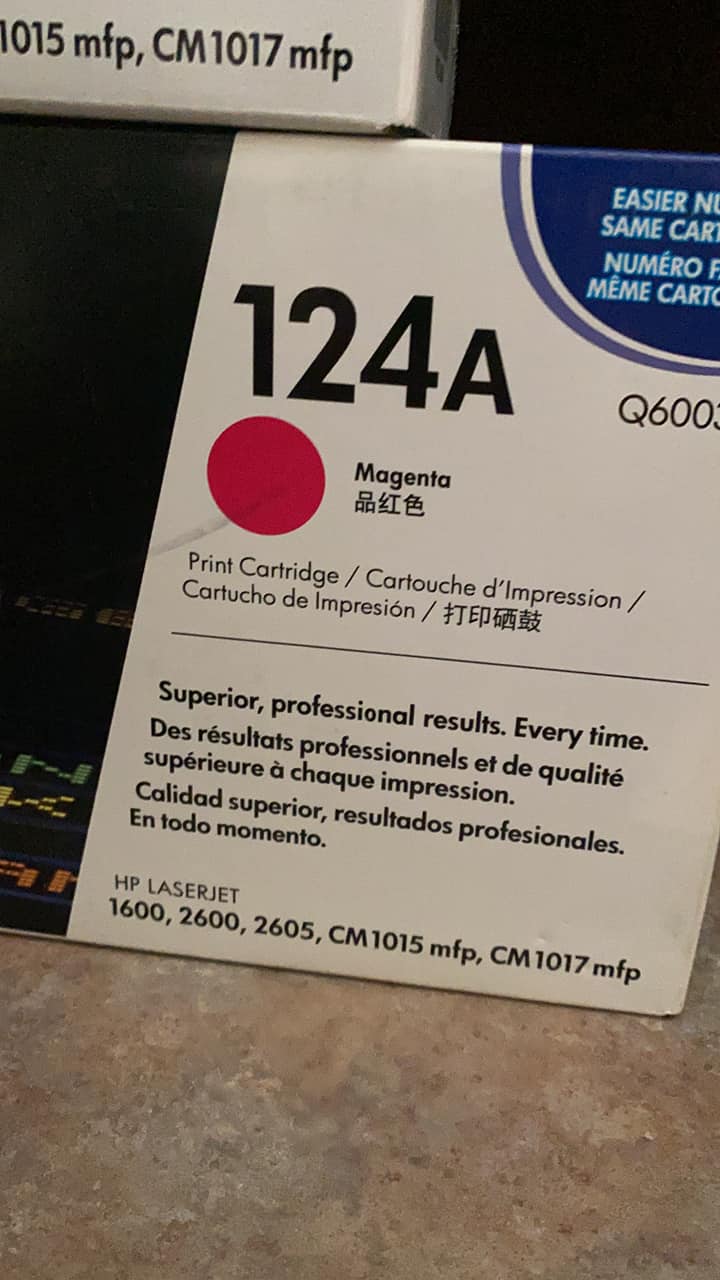 1015 mfp, CM1017 mfp
EASIER
SAME
NUMÉRO
MÊME
124A
Magenta
品红色
Print Cartridge / Cartouche d'Impression /
Cartucho de Impresión / 打印硒鼓
Superior, professional results. Every time.
Des résultats professionnels et de qualité
supérieure à chaque impression.
Calidad superior, resultados profesionales.
En todo momento.
HP LASERJET
1600, 2600, 2605, CM1015 mfp, CM1017 mfp